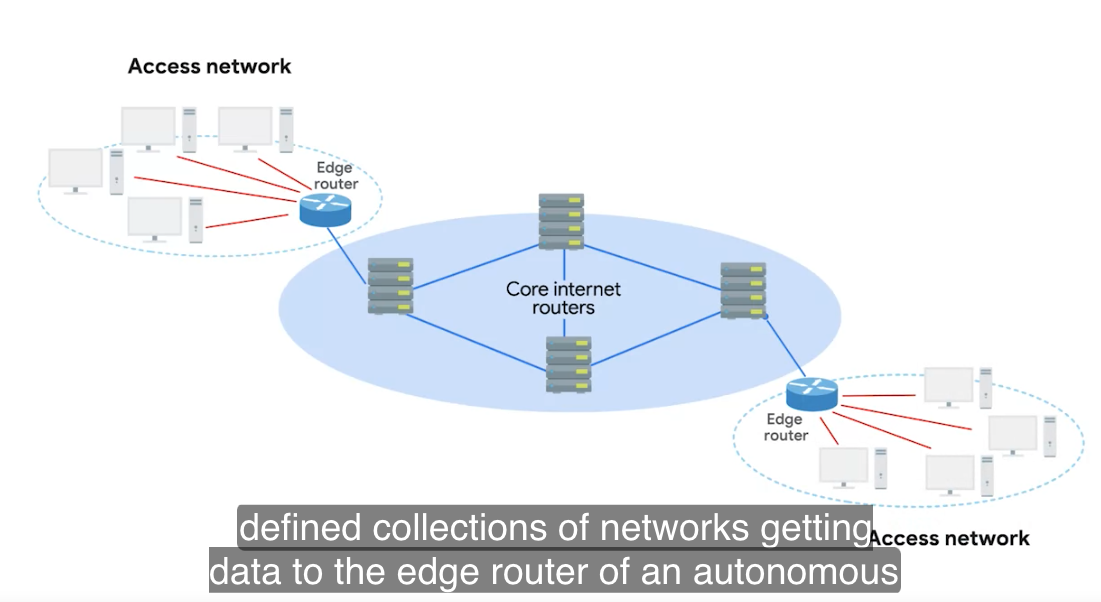 Access network
Edge
router
Core internet
routers
Edge
router
Access network
defined collections of networks getting
data to the edge router of an autonomous